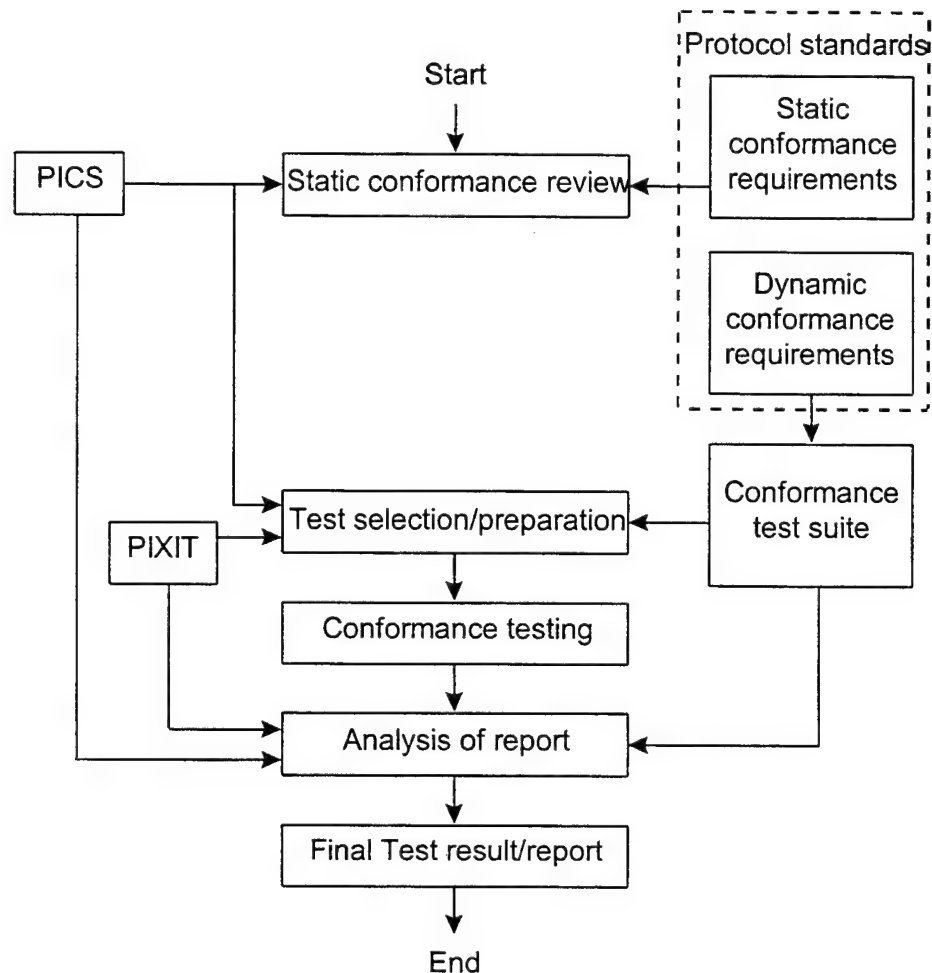 Protocol standards
Start
Static
conformance
requirements
PICS
Static conformance review
Dynamic
conformance
requirements
Conformance
test suite
Test selection/preparation
PIXIT
Conformance testing
Analysis of report
Final Test result/report
End